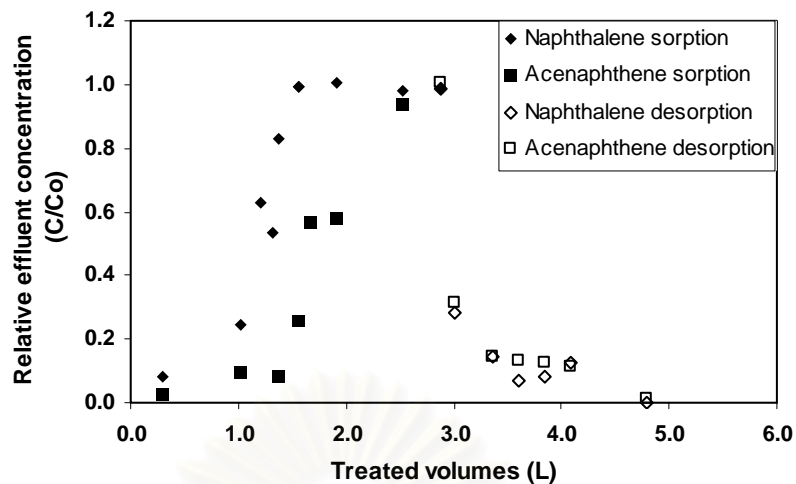 Relative effluent concentration
(C/Co)
1.2
1.0
0.8
0.6
0.4
0.2
0.0
0.0 1.0 2.0 3.0 4.0 5.0 6.0
Treated volumes (L)
Naphthalene sorption
Acenaphthene sorption
Naphthalene desorption
Acenaphthene desorption